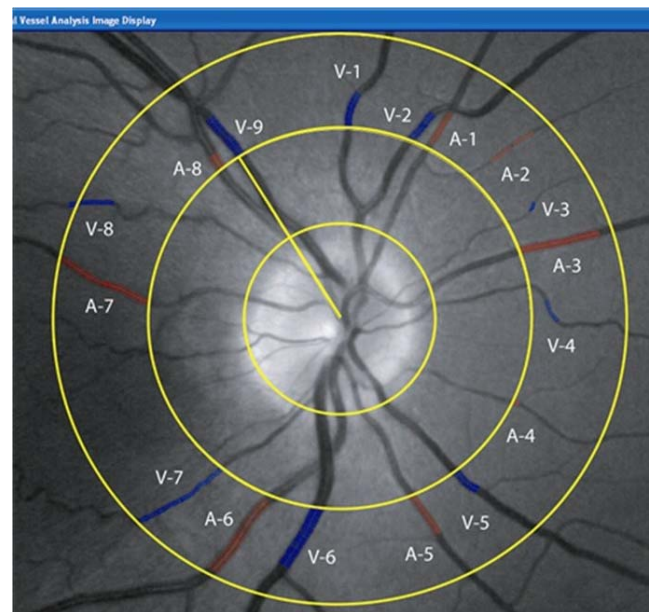 l Vessel Analysis Image Display
V-1
V-2
V-9
A-1
A-8
A-2
V-3
V-8
A-3
A-7
V-4
A-4
V-7
A-6
V-5
V-6
A-5